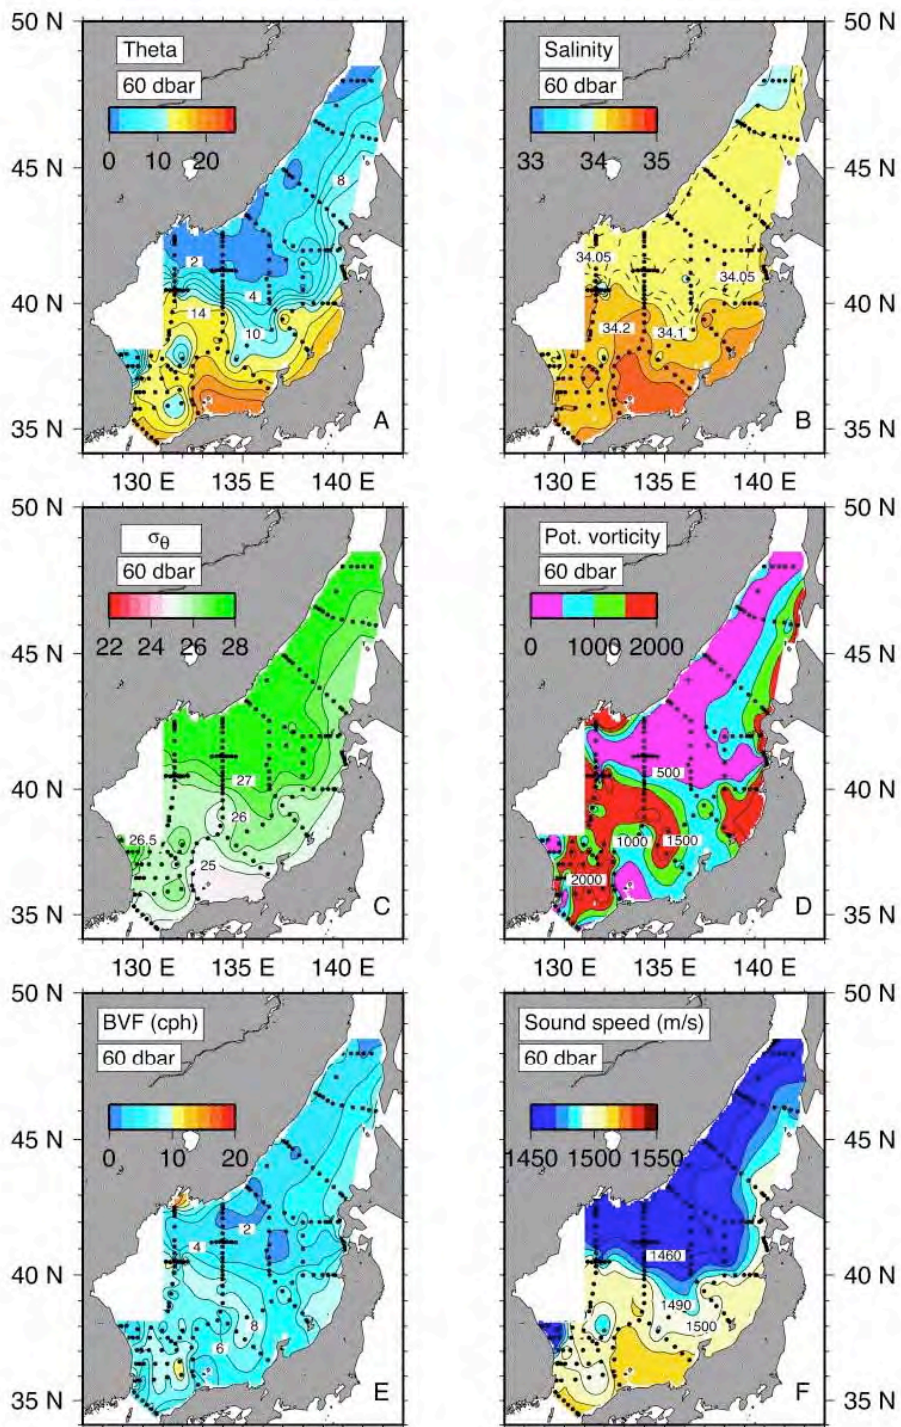 50 N
50 N
Theta
Salinity
60 dbar
60 dbar
0 10 20
33 34 35
45 N
45 N
8
2
34.05
34.05
40 N
40 N
4
14
10
34.2
34.1
35 N
35 N
A
B
130 E 135 E 140 E
130 E 135 E 140 E
50 N
50 N
σθ
Pot. vorticity
60 dbar
60 dbar
22 24 26 28
0 1000 2000
45 N
45 N
27
500
40 N
40 N
26
26.5
1000
1500
25
2000
35 N
35 N
C
D
130 E 135 E 140 E
130 E 135 E 140 E
50 N
50 N
BVF (cph)
Sound speed (m/s)
60 dbar
60 dbar
0 10 20
1450 1500 1550
45 N
45 N
2
4
1460
40 N
40 N
1490
8
1500
6
35 N
35 N
E
F